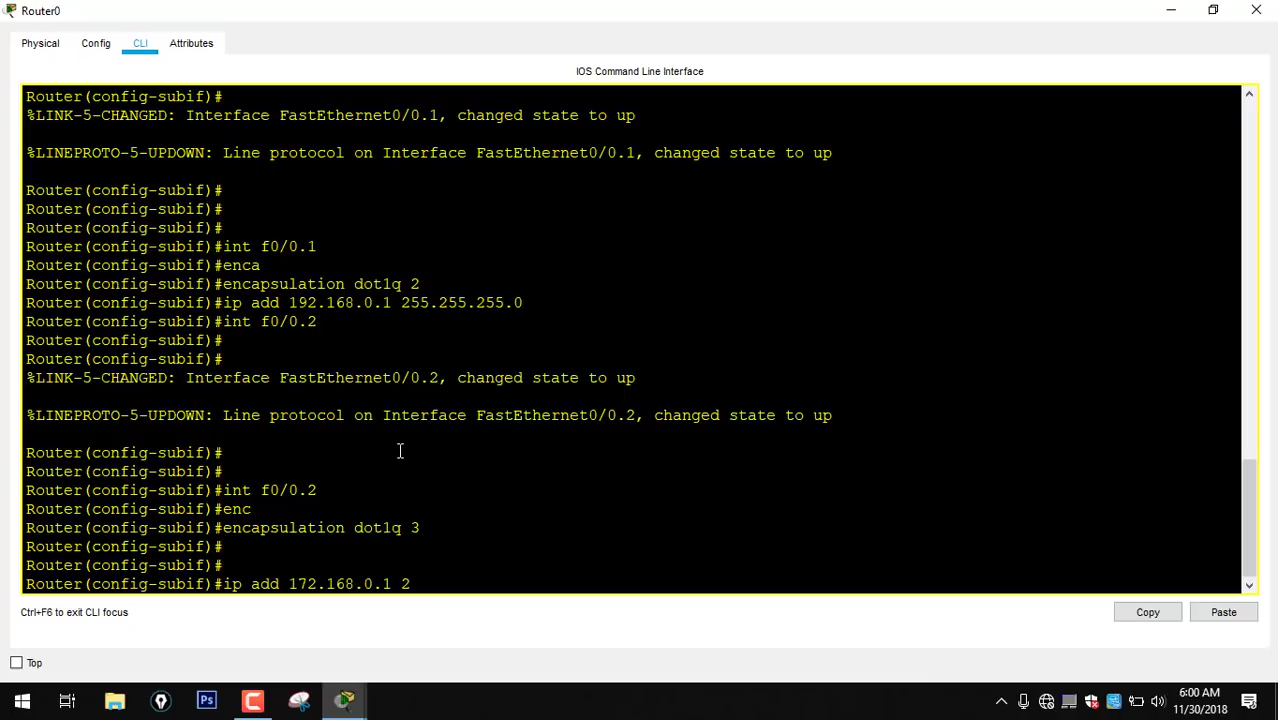 Router0
Physical Config CLI Attributes
IOS Command Line Interface
Router(config-subif)#
%LINK-5-CHANGED: Interface FastEthernet0/0.1, changed state to up
%LINEPROTO-5-UPDOWN: Line protocol on Interface FastEthernet0/0.1, changed state to up
Router(config-subif)#
Router(config-subif)#
Router(config-subif)#
Router(config-subif)#int f0/0.1
Router(config-subif)#enca
Router(config-subif)#encapsulation dot1q 2
Router(config-subif)#ip add 192.168.0.1 255.255.255.0
Router(config-subif)#int f0/0.2
Router(config-subif)#
Router(config-subif)#
%LINK-5-CHANGED: Interface FastEthernet0/0.2, changed state to up
%LINEPROTO-5-UPDOWN: Line protocol on Interface FastEthernet0/0.2, changed state to up
Router(config-subif)#
Router(config-subif)#
Router(config-subif)#int f0/0.2
Router(config-subif)#enc
Router(config-subif)#encapsulation dot1q 3
Router(config-subif)#
Router(config-subif)#
Router(config-subif)#ip add 172.168.0.1 2
Ctrl+F6 to exit CLI focus
Copy Paste
Top
Ps
6:00 AM
11/30/2018